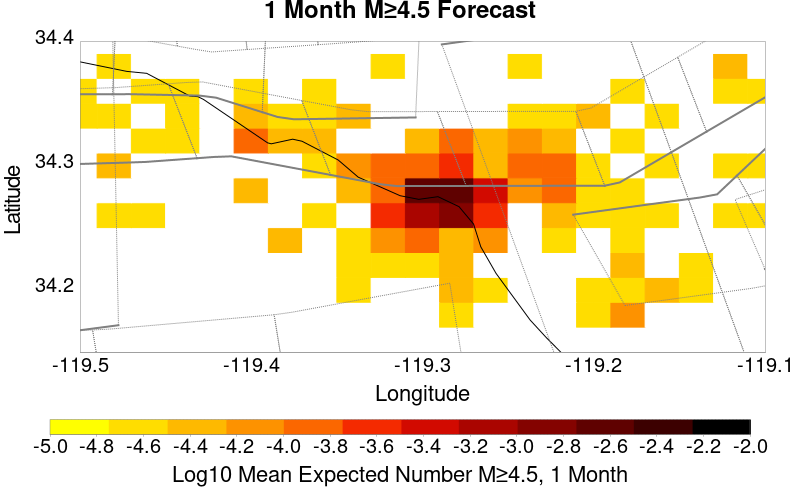 1 Month M≥4.5 Forecast
34.4
34.3
34.2
Latitude
-119.5 -119.4 -119.3 -119.2 -119.1
Longitude
-5.0 -4.8 -4.6 -4.4 -4.2 -4.0 -3.8 -3.6 -3.4 -3.2 -3.0 -2.8 -2.6 -2.4 -2.2 -2.0
Log10 Mean Expected Number M≥4.5, 1 Month